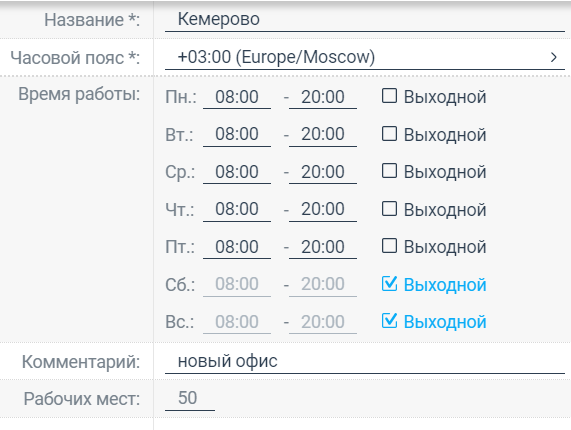 Название *: Кемерово
Часовой пояс *: +03:00 (Europe/Moscow)
Время работы: Пн.: 08:00 - 20:00 Выходной
Вт.: 08:00 - 20:00 Выходной
Ср.: 08:00 - 20:00 Выходной
Чт.: 08:00 - 20:00 Выходной
Пт.: 08:00 - 20:00 Выходной
Сб.: 08:00 - 20:00 Выходной
Вс.: 08:00 - 20:00 Выходной
Комментарий: новый офис
Рабочих мест: 50